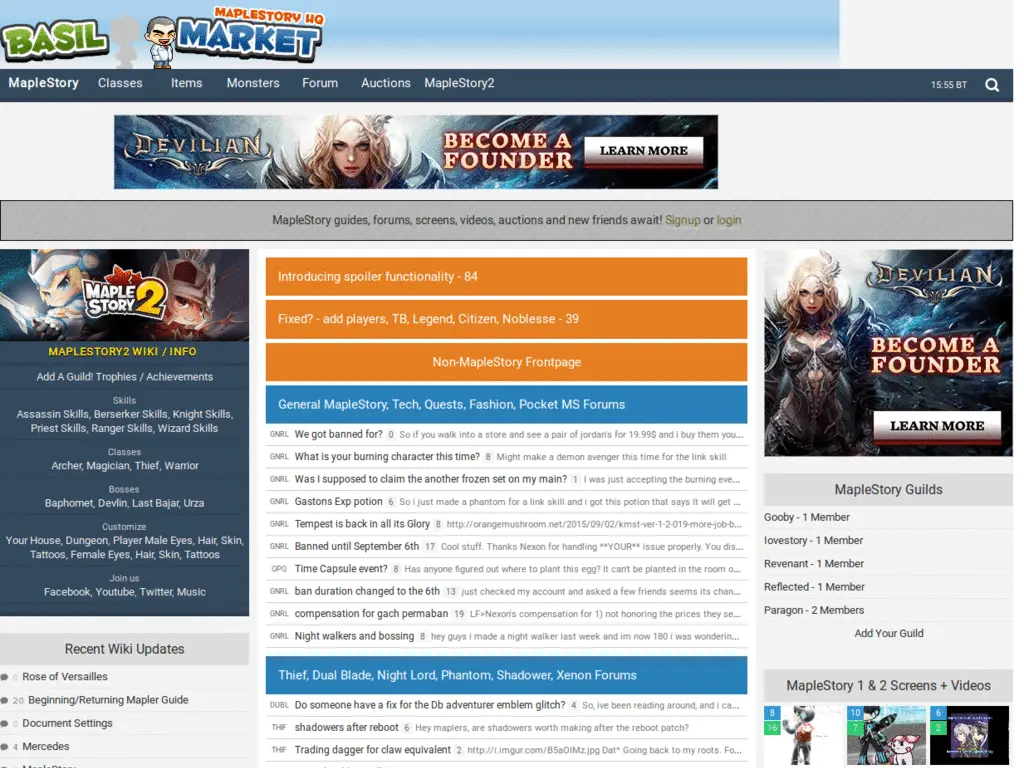 BASIL MARKET
MAPLESTORY HQ
MapleStory Classes Items Monsters Forum Auctions MapleStory2 15:55 BT
DEVILIAN BECOME A FOUNDER LEARN MORE
MapleStory guides, forums, screens, videos, auctions and new friends await! Signup or login
MAPLE STORY 2
MAPLESTORY2 WIKI / INFO
Add A Guild! Trophies / Achievements
Skills
Assassin Skills, Berserker Skills, Knight Skills,
Priest Skills, Ranger Skills, Wizard Skills
Classes
Archer, Magician, Thief, Warrior
Bosses
Baphomet, Devlin, Last Bajar, Urza
Customize
Your House, Dungeon, Player Male Eyes, Hair, Skin,
Tattoos, Female Eyes, Hair, Skin, Tattoos
Join us
Facebook, Youtube, Twitter, Music
Recent Wiki Updates
0 Rose of Versailles
20 Beginning/Returning Mapler Guide
0 Document Settings
4 Mercedes
MapleStory
Introducing spoiler functionality - 84
Fixed? - add players, TB, Legend, Citizen, Noblesse - 39
Non-MapleStory Frontpage
General MapleStory, Tech, Quests, Fashion, Pocket MS Forums
GNRL We got banned for? 0 So if you walk into a store and see a pair of jordan's for 19.99$ and i buy them you...
GNRL What is your burning character this time? 8 Might make a demon avenger this time for the link skill
GNRL Was I supposed to claim the another frozen set on my main? 1 I was just accepting the burning eve...
GNRL Gastons Exp potion 6 So i just made a phantom for a link skill and i got this potion that says It will get ...
GNRL Tempest is back in all its Glory 8 http://orangemushroom.net/2015/09/02/kmst-ver-1-2-019-more-job-b...
GNRL Banned until September 6th 17 Cool stuff. Thanks Nexon for handling **YOUR** issue properly. You dis...
QPQ Time Capsule event? 8 Has anyone figured out where to plant this egg? It can't be planted in the room o...
GNRL ban duration changed to the 6th 13 just checked my account and asked a few friends seems its chan...
GNRL compensation for gach permaban 19 LF>Nexon's compensation for 1) not honoring the prices they se...
GNRL Night walkers and bossing 8 hey guys i made a night walker last week and im now 180 i was wonderin...
Thief, Dual Blade, Night Lord, Phantom, Shadower, Xenon Forums
DUBL Do someone have a fix for the Db adventurer emblem glitch? 4 So, ive been reading around, and i ca...
THIF shadowers after reboot 6 Hey maplers, are shadowers worth making after the reboot patch?
THIF Trading dagger for claw equivalent 2 http://i.imgur.com/B5aOIMz.jpg Dat^ Going back to my roots. Fo...
DEVILIAN
BECOME A
FOUNDER
LEARN MORE
MapleStory Guilds
Gooby - 1 Member
Iovestory - 1 Member
Revenant - 1 Member
Reflected - 1 Member
Paragon - 2 Members
Add Your Guild
MapleStory 1 & 2 Screens + Videos
8 10 6
16 7 2